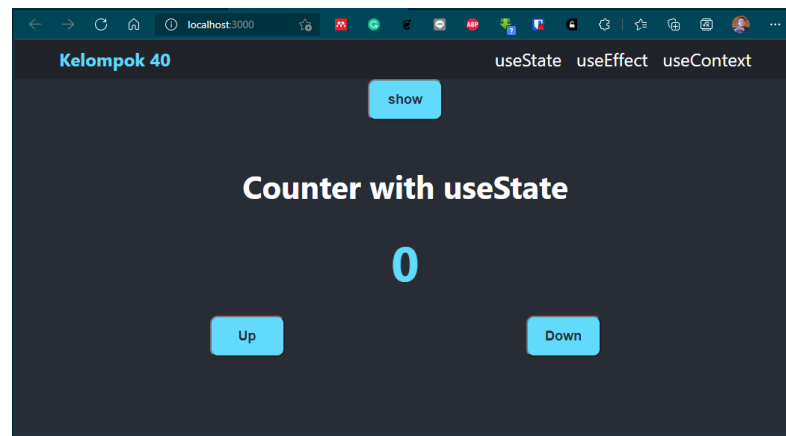 localhost:3000
Kelompok 40 useState useEffect useContext
show
Counter with useState
0
Up Down